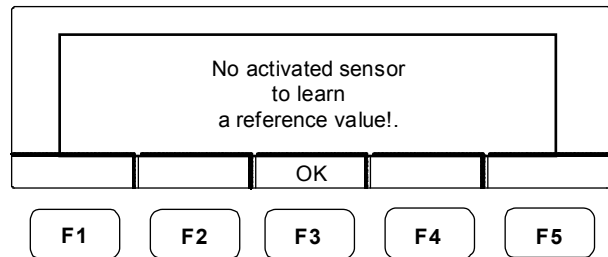 No activated sensor
to learn
a reference value!.
OK
F1 F2 F3 F4 F5